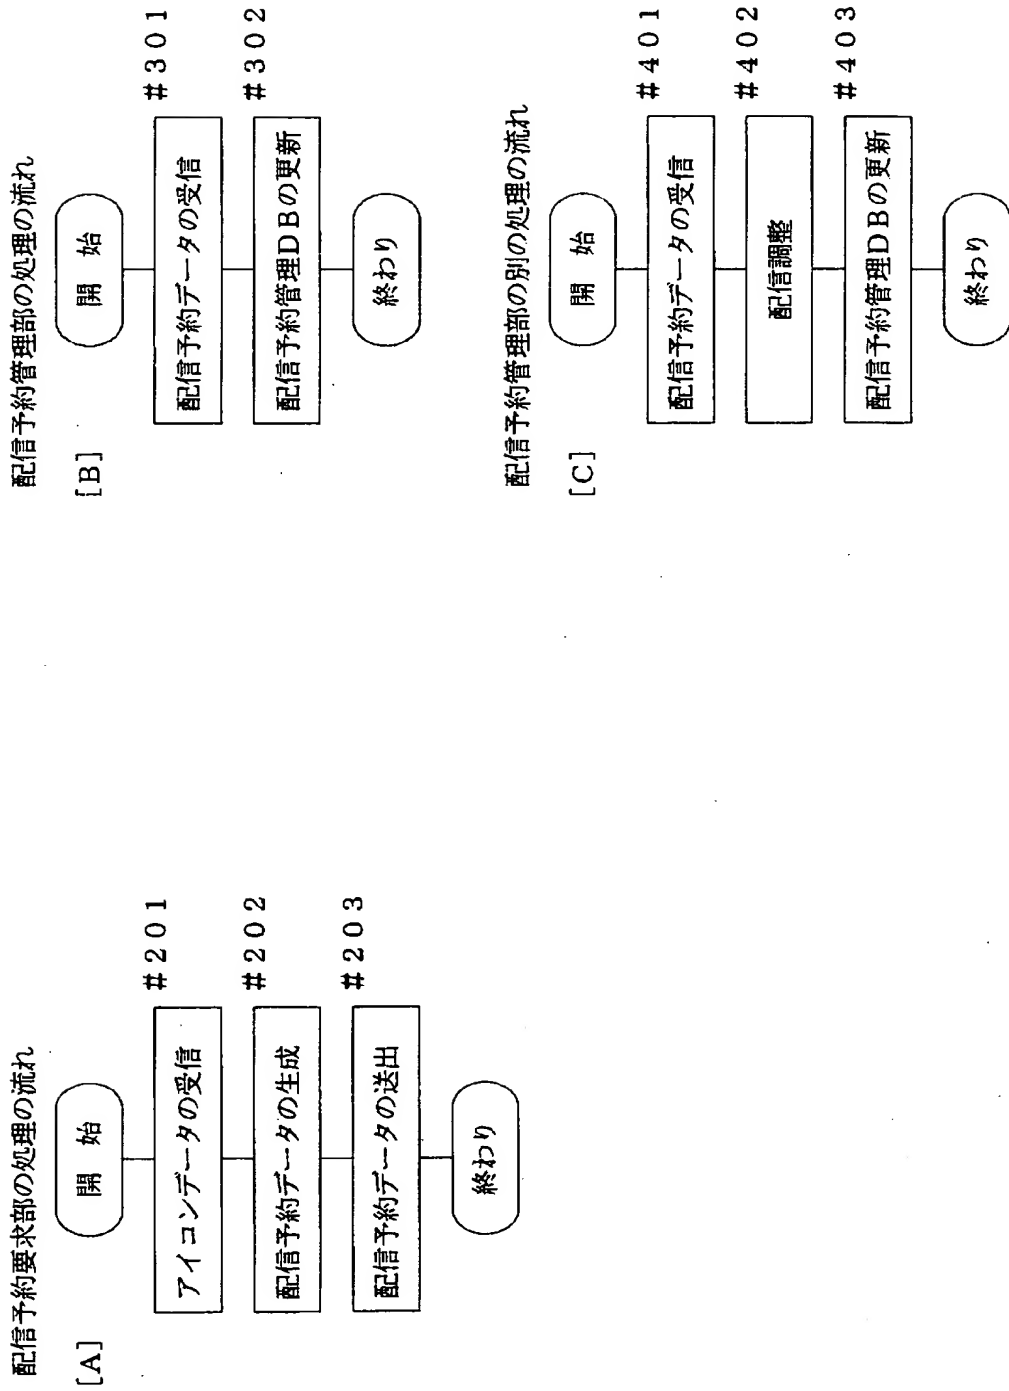 配信予約要求部の処理の流れ
[A]
開 始
アイコンデータの受信
#201
配信予約データの生成
#202
配信予約データの送出
#203
終わり
配信予約管理部の処理の流れ
[B]
開 始
配信予約データの受信
#301
配信予約管理DBの更新
#302
終わり
配信予約管理部の別の処理の流れ
[C]
開 始
配信予約データの受信
#401
配信調整
#402
配信予約管理DBの更新
#403
終わり